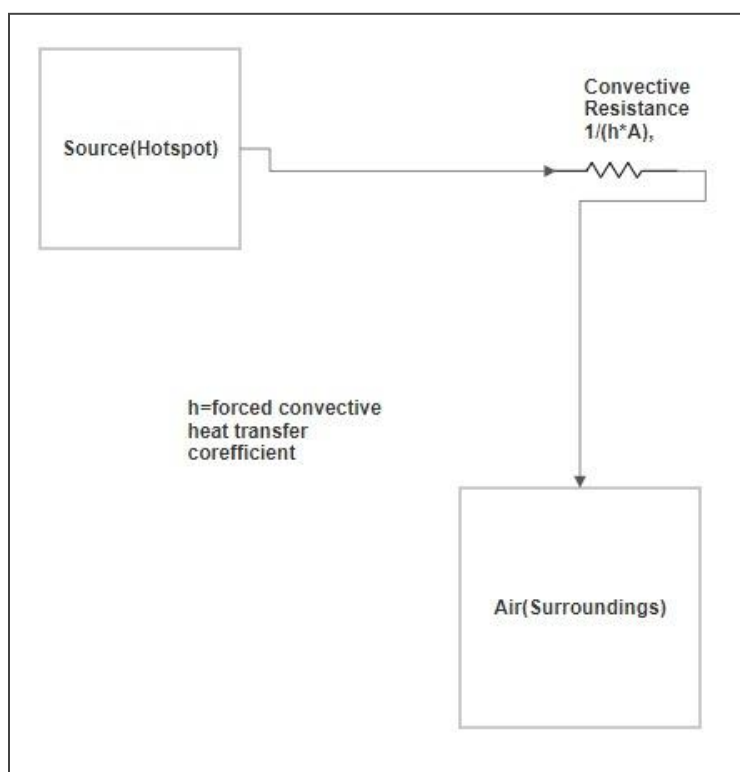 Convective
Resistance
1/(h*A),
Source(Hotspot)
h=forced convective
heat transfer
corefficient
Air(Surroundings)